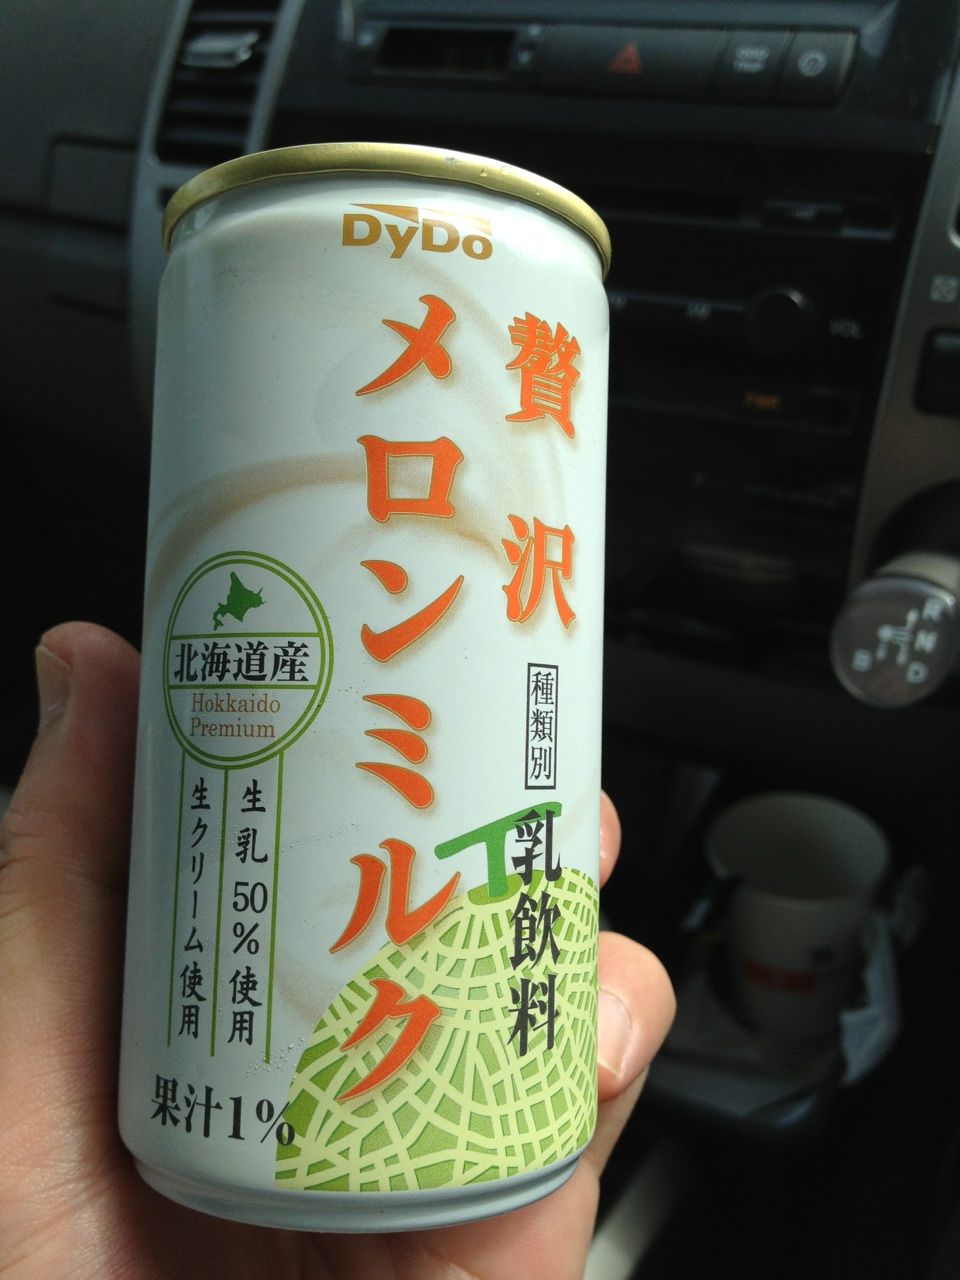 DyDo
贅沢
メロンミルク
種類別
乳飲料
北海道産
Hokkaido
Premium
生乳50%使用
生クリーム使用
果汁1%
VOL
PWR
R
N
B
D